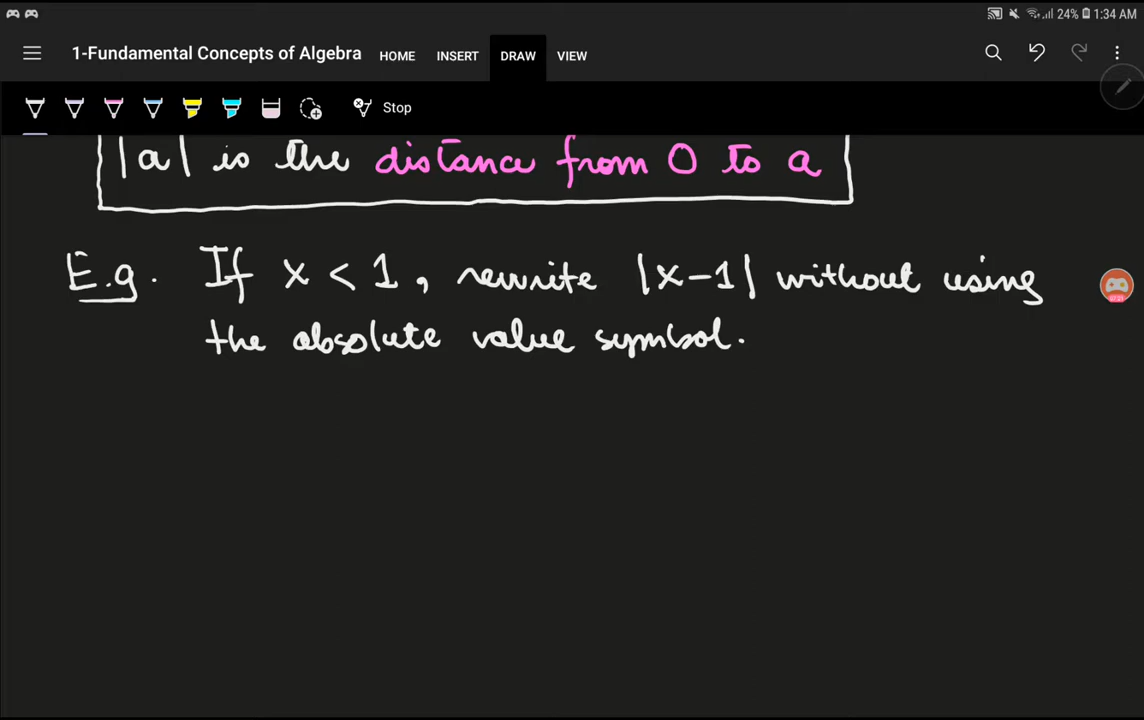 24% 1:34 AM
1-Fundamental Concepts of Algebra HOME INSERT DRAW VIEW
Stop
|a| is the distance from 0 to a
E.g. If x < 1, rewrite |x-1| without using
the absolute value symbol.